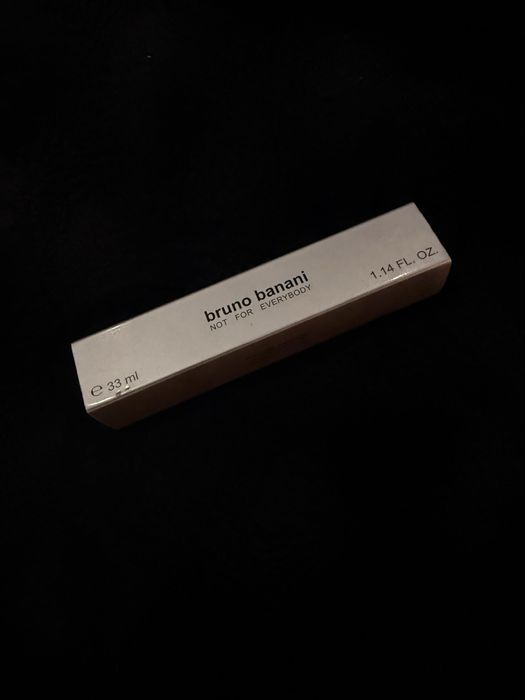 bruno banani
NOT FOR EVERYBODY
1.14 FL. OZ.
℮ 33 ml